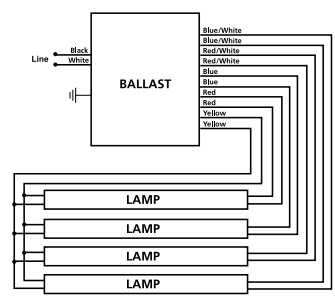 Line
Black
White
BALLAST
Blue/White
Blue/White
Red/White
Red/White
Blue
Blue
Red
Red
Yellow
Yellow
LAMP
LAMP
LAMP
LAMP